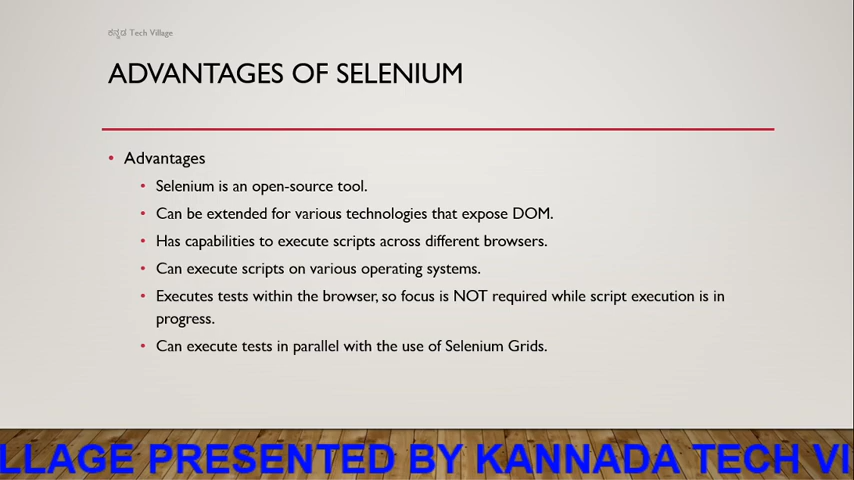 ಕನ್ನಡ Tech Village
ADVANTAGES OF SELENIUM
• Advantages
• Selenium is an open-source tool.
• Can be extended for various technologies that expose DOM.
• Has capabilities to execute scripts across different browsers.
• Can execute scripts on various operating systems.
• Executes tests within the browser, so focus is NOT required while script execution is in
progress.
• Can execute tests in parallel with the use of Selenium Grids.
LLAGE PRESENTED BY KANNADA TECH VI